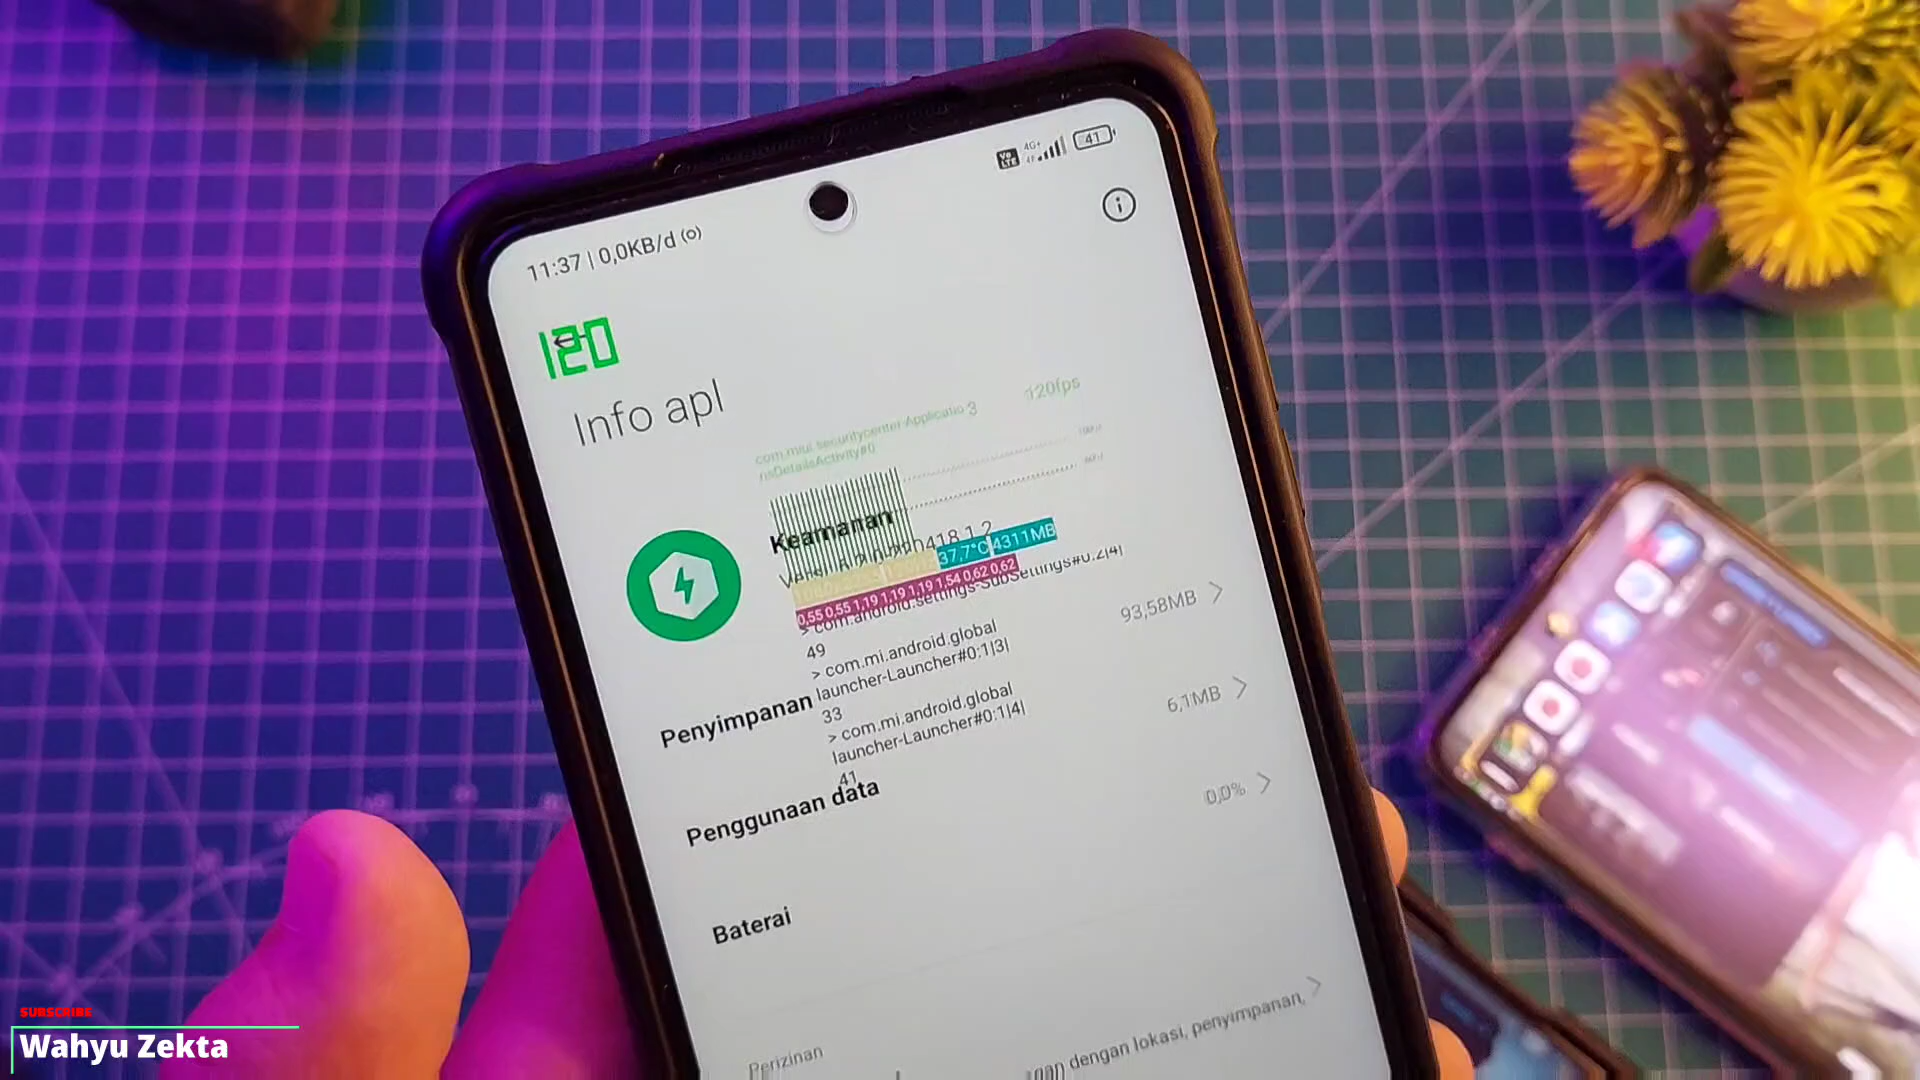 11:37 | 0,0KB/d
Vo LTE 4G+ 41
120
Info apl
com.miui.securitycenter-Applicatio 3
nsDetailsActivity#0
120fps
Keamanan
37.7°C 4311MB
0,55 0,55 1,19 1,19 1,19 1,54 0,62 0,62
> com.android.settings-SubSettings#0.2|4|
49
> com.mi.android.global
launcher-Launcher#0:1|3|
33
> com.mi.android.global
launcher-Launcher#0:1|4|
41
Penyimpanan
93,58MB
Penggunaan data
6,1MB
Baterai
0,0%
Perizinan
dengan lokasi, penyimpanan,
SUBSCRIBE
Wahyu Zekta